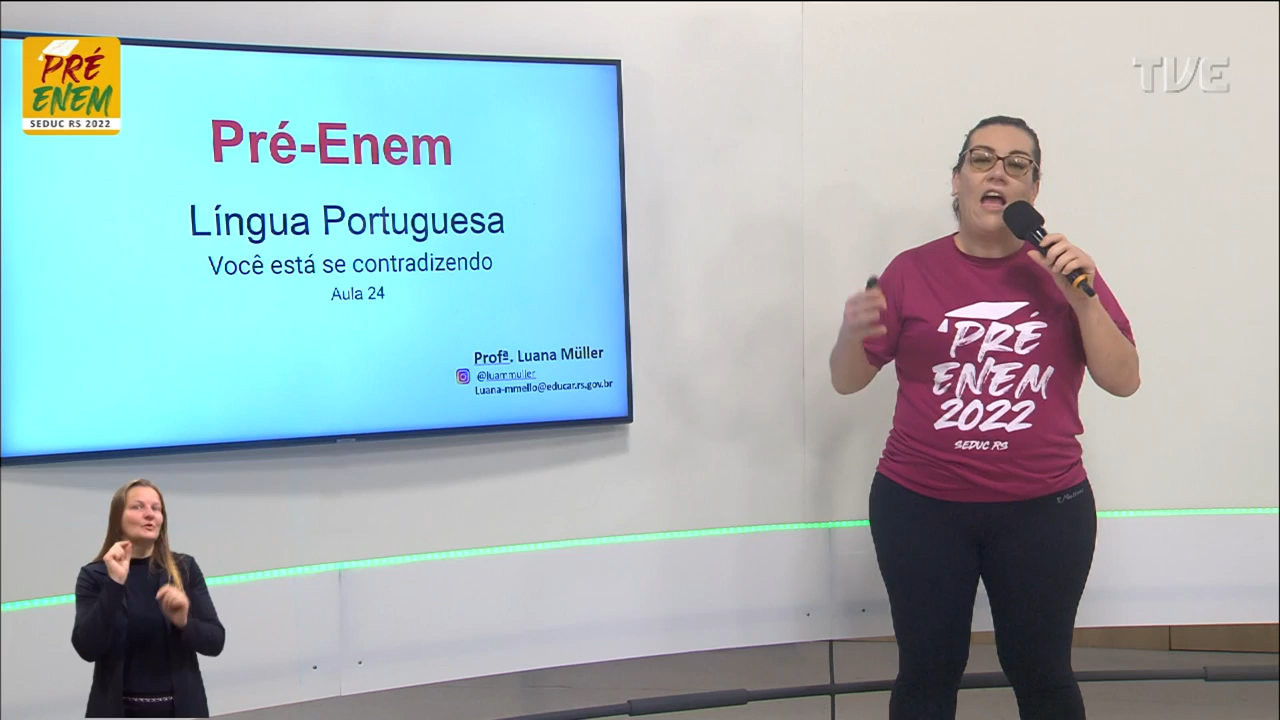 PRÉ
ENEM
SEDUC RS 2022
TVE
Pré-Enem
Língua Portuguesa
Você está se contradizendo
Aula 24
Profª. Luana Müller
@luammuller
Luana-mmello@educar.rs.gov.br
PRÉ
ENEM
2022
SEDUC RS